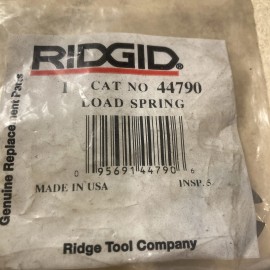 RIDGID
CAT NO 44790
LOAD SPRING
0 95691 44790 6
MADE IN USA INSP. 5
Genuine Replacement Parts
Ridge Tool Company